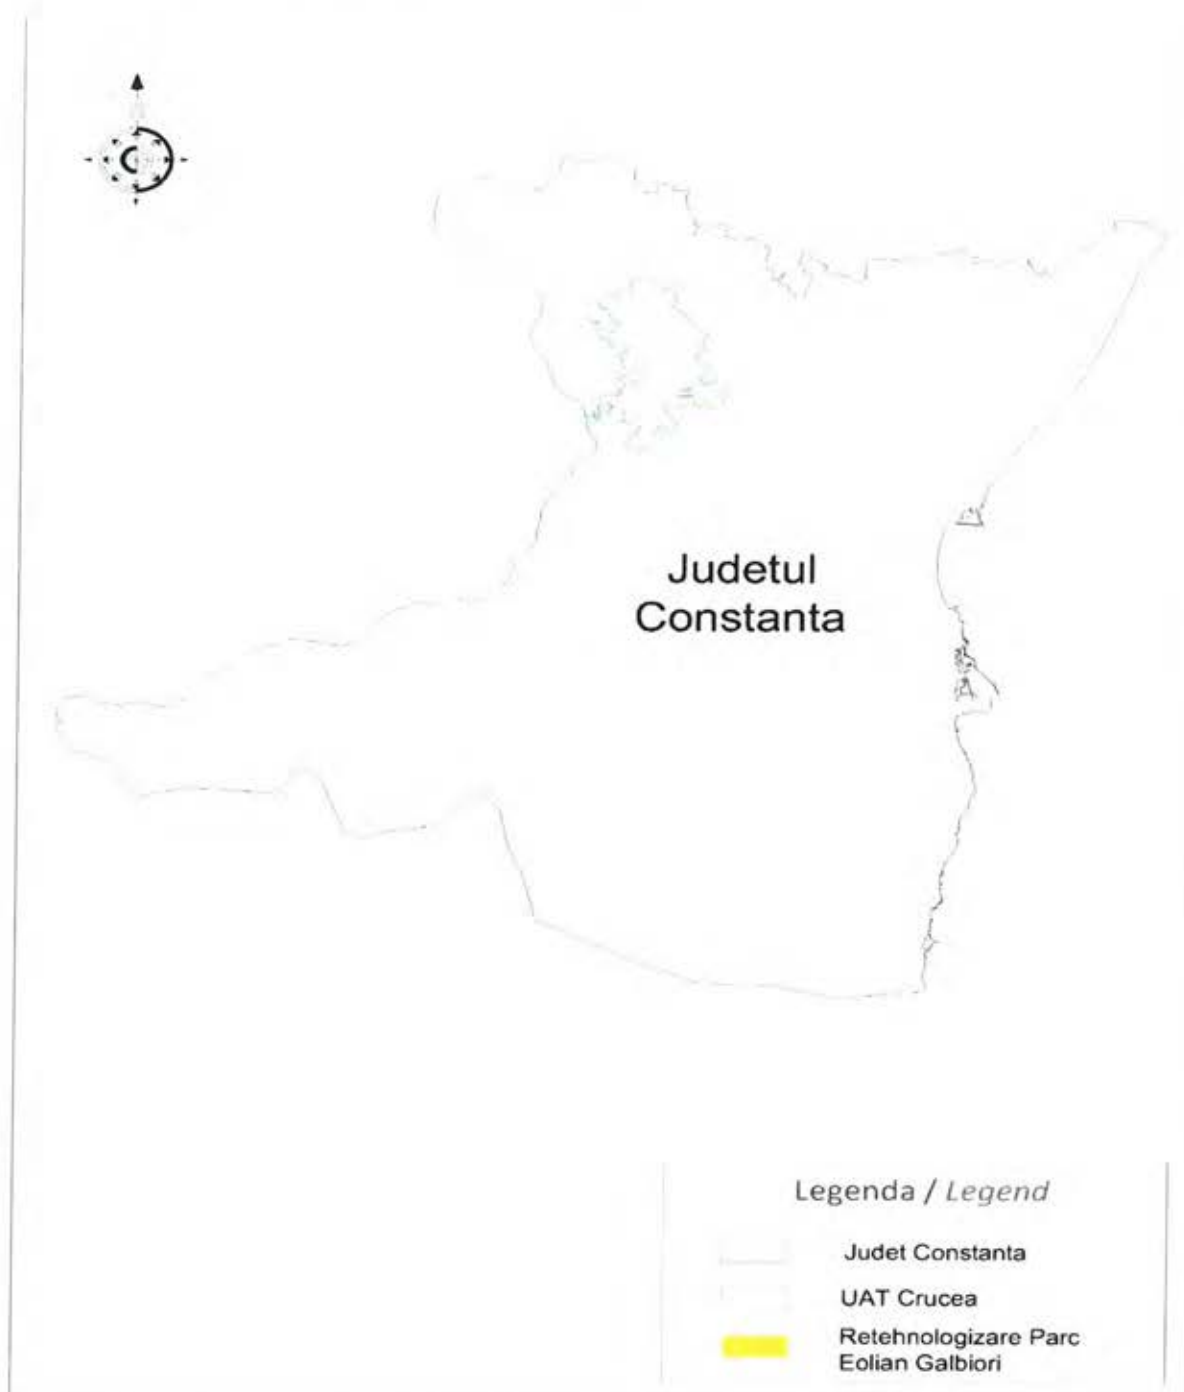 Judetul
Constanta
Legenda / Legend
Judet Constanta
UAT Crucea
Retehnologizare Parc
Eolian Galbiori